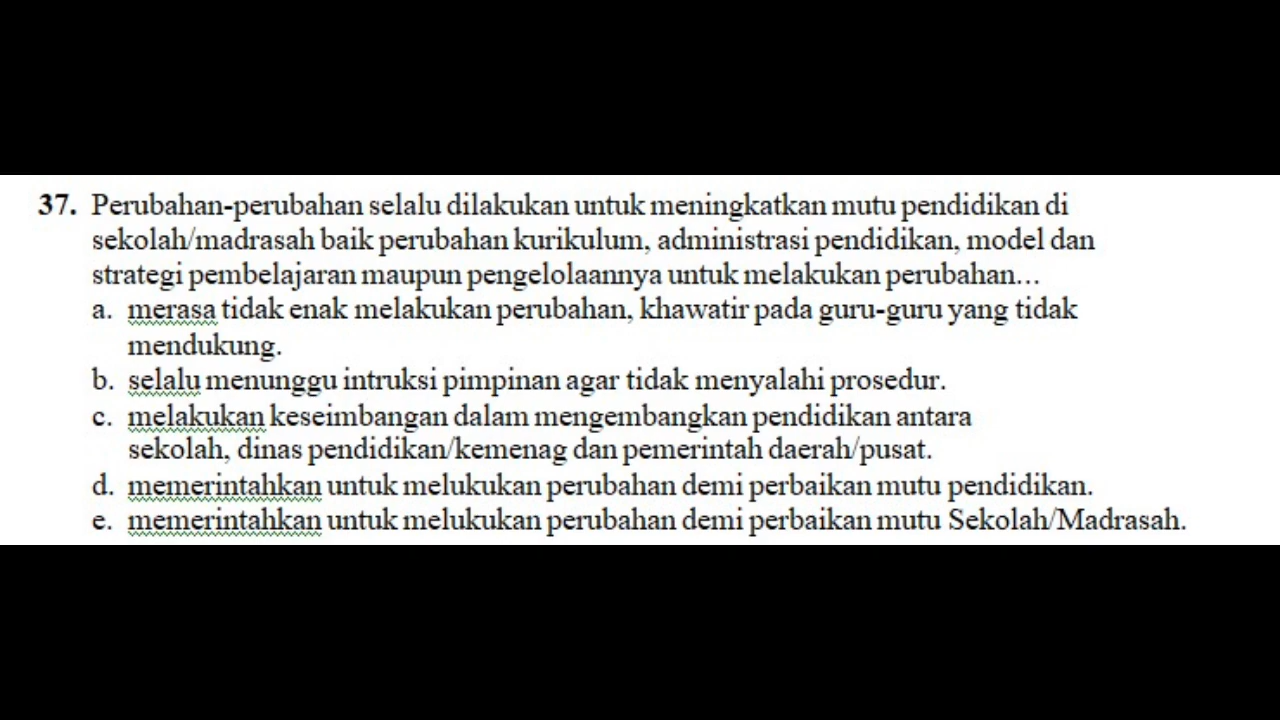 37. Perubahan-perubahan selalu dilakukan untuk meningkatkan mutu pendidikan di
sekolah/madrasah baik perubahan kurikulum, administrasi pendidikan, model dan
strategi pembelajaran maupun pengelolaannya untuk melakukan perubahan...
a. merasa tidak enak melakukan perubahan, khawatir pada guru-guru yang tidak
mendukung.
b. selalu menunggu intruksi pimpinan agar tidak menyalahi prosedur.
c. melakukan keseimbangan dalam mengembangkan pendidikan antara
sekolah, dinas pendidikan/kemenag dan pemerintah daerah/pusat.
d. memerintahkan untuk melukukan perubahan demi perbaikan mutu pendidikan.
e. memerintahkan untuk melukukan perubahan demi perbaikan mutu Sekolah/Madrasah.